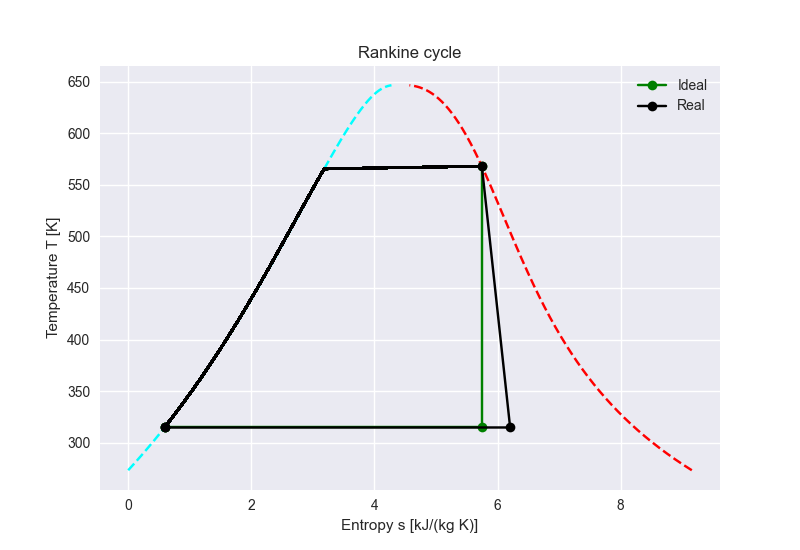 Rankine cycle
Ideal
Real
650
600
550
500
450
400
350
300
Temperature T [K]
0 2 4 6 8
Entropy s [kJ/(kg K)]